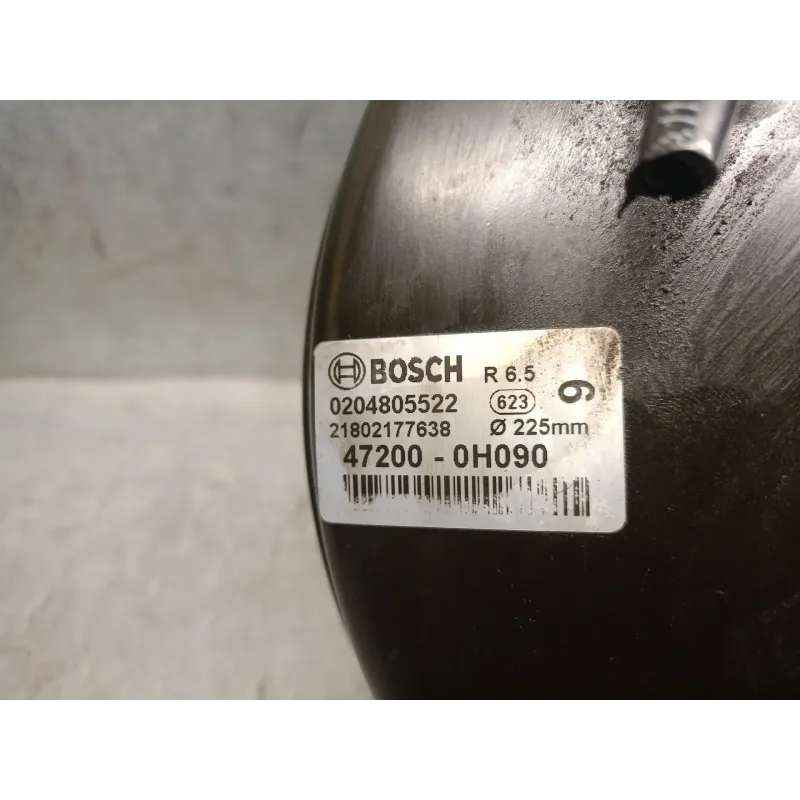 BOSCH R 6.5
0204805522 623
21802177638 Ø 225mm
47200 - 0H090
9